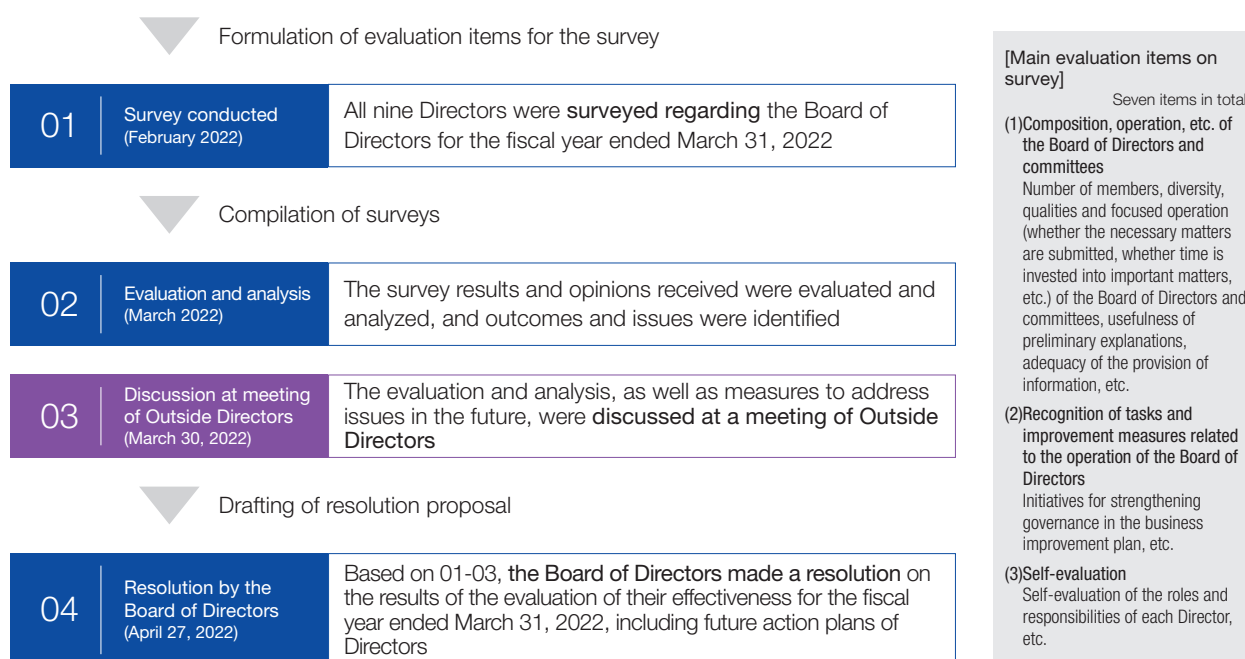 Formulation of evaluation items for the survey
01
Survey conducted
(February 2022)
All nine Directors were surveyed regarding the Board of
Directors for the fiscal year ended March 31, 2022
Compilation of surveys
02
Evaluation and analysis
(March 2022)
The survey results and opinions received were evaluated and
analyzed, and outcomes and issues were identified
03
Discussion at meeting
of Outside Directors
(March 30, 2022)
The evaluation and analysis, as well as measures to address
issues in the future, were discussed at a meeting of Outside
Directors
Drafting of resolution proposal
04
Resolution by the
Board of Directors
(April 27, 2022)
Based on 01-03, the Board of Directors made a resolution on
the results of the evaluation of their effectiveness for the fiscal
year ended March 31, 2022, including future action plans of
Directors
[Main evaluation items on
survey]
Seven items in total
(1)Composition, operation, etc. of
the Board of Directors and
committees
Number of members, diversity,
qualities and focused operation
(whether the necessary matters
are submitted, whether time is
invested into important matters,
etc.) of the Board of Directors and
committees, usefulness of
preliminary explanations,
adequacy of the provision of
information, etc.
(2)Recognition of tasks and
improvement measures related
to the operation of the Board of
Directors
Initiatives for strengthening
governance in the business
improvement plan, etc.
(3)Self-evaluation
Self-evaluation of the roles and
responsibilities of each Director,
etc.